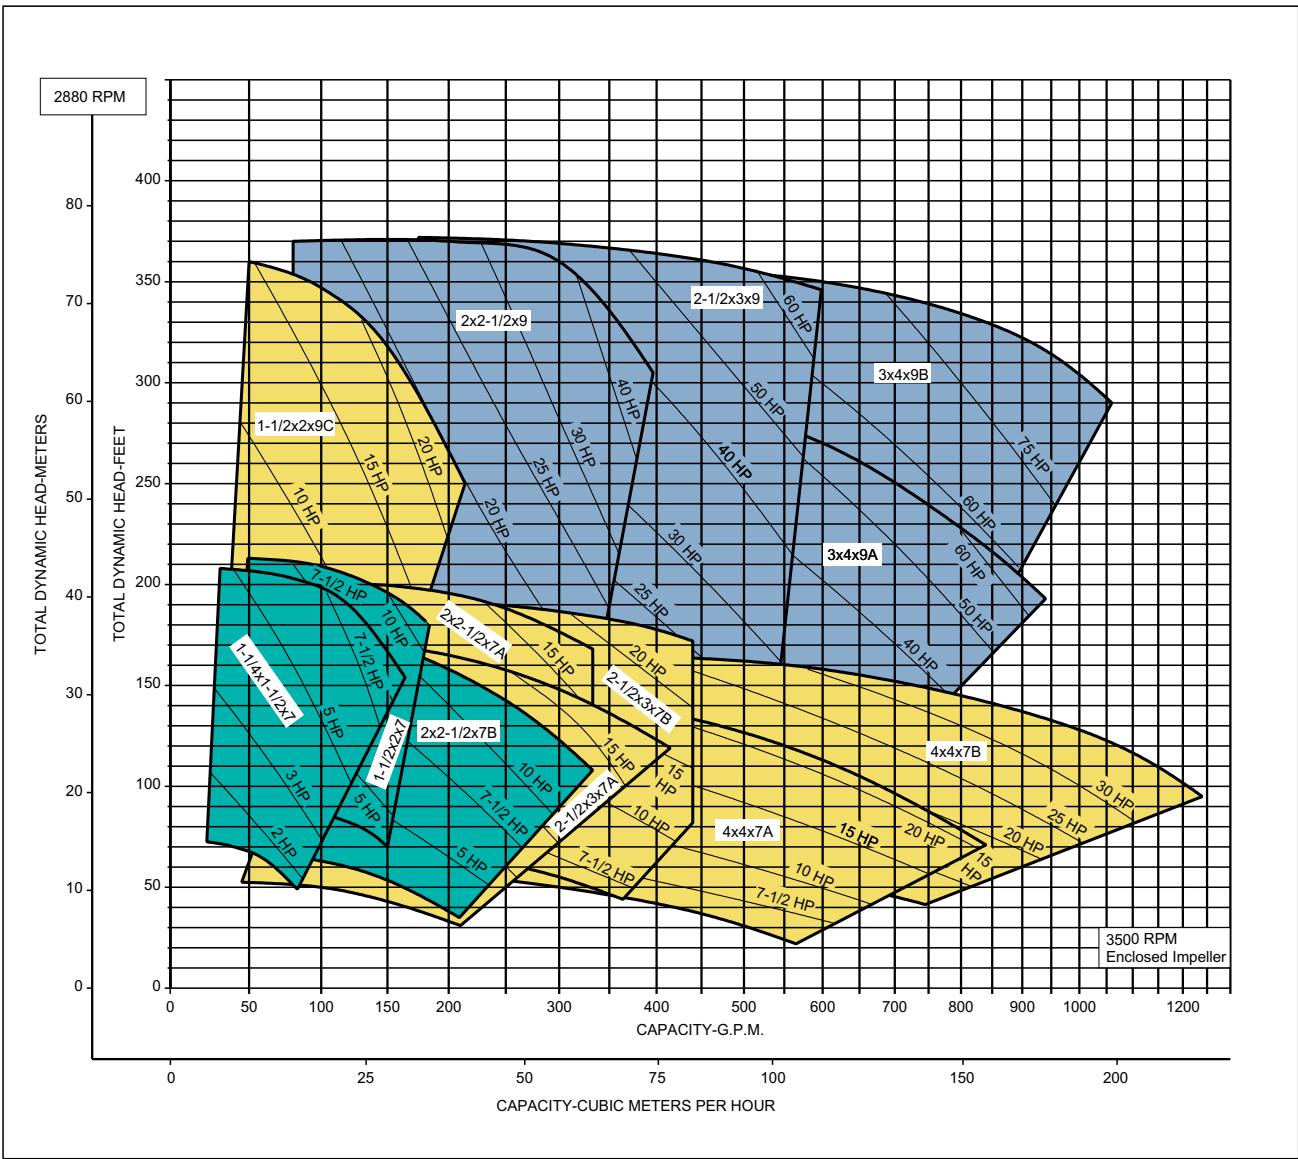 2880 RPM
TOTAL DYNAMIC HEAD-METERS
80
70
60
50
40
30
20
10
0
TOTAL DYNAMIC HEAD-FEET
400
350
300
250
200
150
100
50
0
2-1/2x3x9
60 HP
2x2-1/2x9
3x4x9B
40 HP
50 HP
1-1/2x2x9C
20 HP
30 HP
75 HP
15 HP
25 HP
40 HP
10 HP
20 HP
60 HP
30 HP
3x4x9A
60 HP
7-1/2 HP
25 HP
50 HP
10 HP
2x2-1/2x7A
40 HP
1-1/4x1-1/2x7
7-1/2 HP
15 HP
20 HP
2-1/2x3x7B
5 HP
1-1/2x2x7
2x2-1/2x7B
15 HP
4x4x7B
3 HP
10 HP
15
HP
30 HP
5 HP
7-1/2 HP
2-1/2x3x7A
10 HP
4x4x7A
15 HP
20 HP
25 HP
2 HP
5 HP
7-1/2 HP
10 HP
20 HP
15
HP
7-1/2 HP
3500 RPM
Enclosed Impeller
0
50
100
150
200
300
400
500
600
700
800
900
1000
1200
CAPACITY-G.P.M.
0
25
50
75
100
150
200
CAPACITY-CUBIC METERS PER HOUR